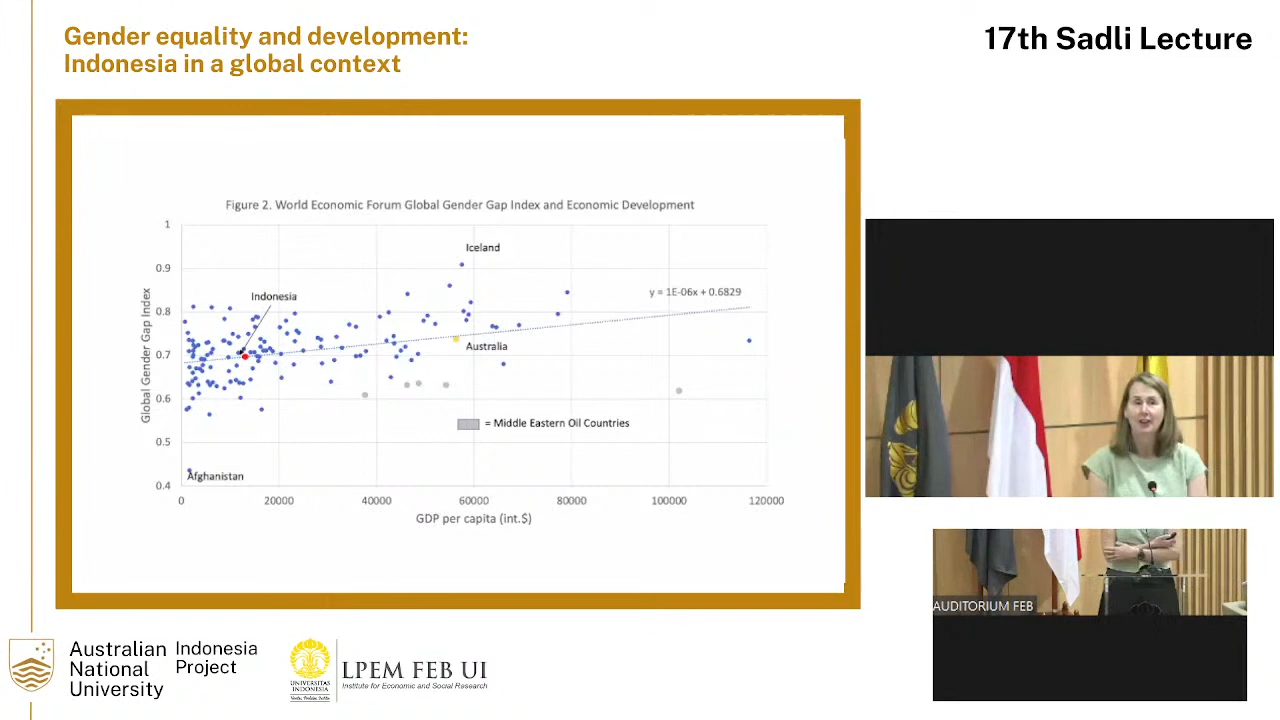 Gender equality and development:
Indonesia in a global context
17th Sadli Lecture
Figure 2. World Economic Forum Global Gender Gap Index and Economic Development
Global Gender Gap Index
1
0.9
0.8
0.7
0.6
0.5
0.4
Iceland
Indonesia
y = 1E-06x + 0.6829
Australia
= Middle Eastern Oil Countries
Afghanistan
0 20000 40000 60000 80000 100000 120000
GDP per capita (int.$)
AUDITORIUM FEB
Australian
National
University
Indonesia
Project
UNIVERSITAS
INDONESIA
LPEM FEB UI
Institute for Economic and Social Research